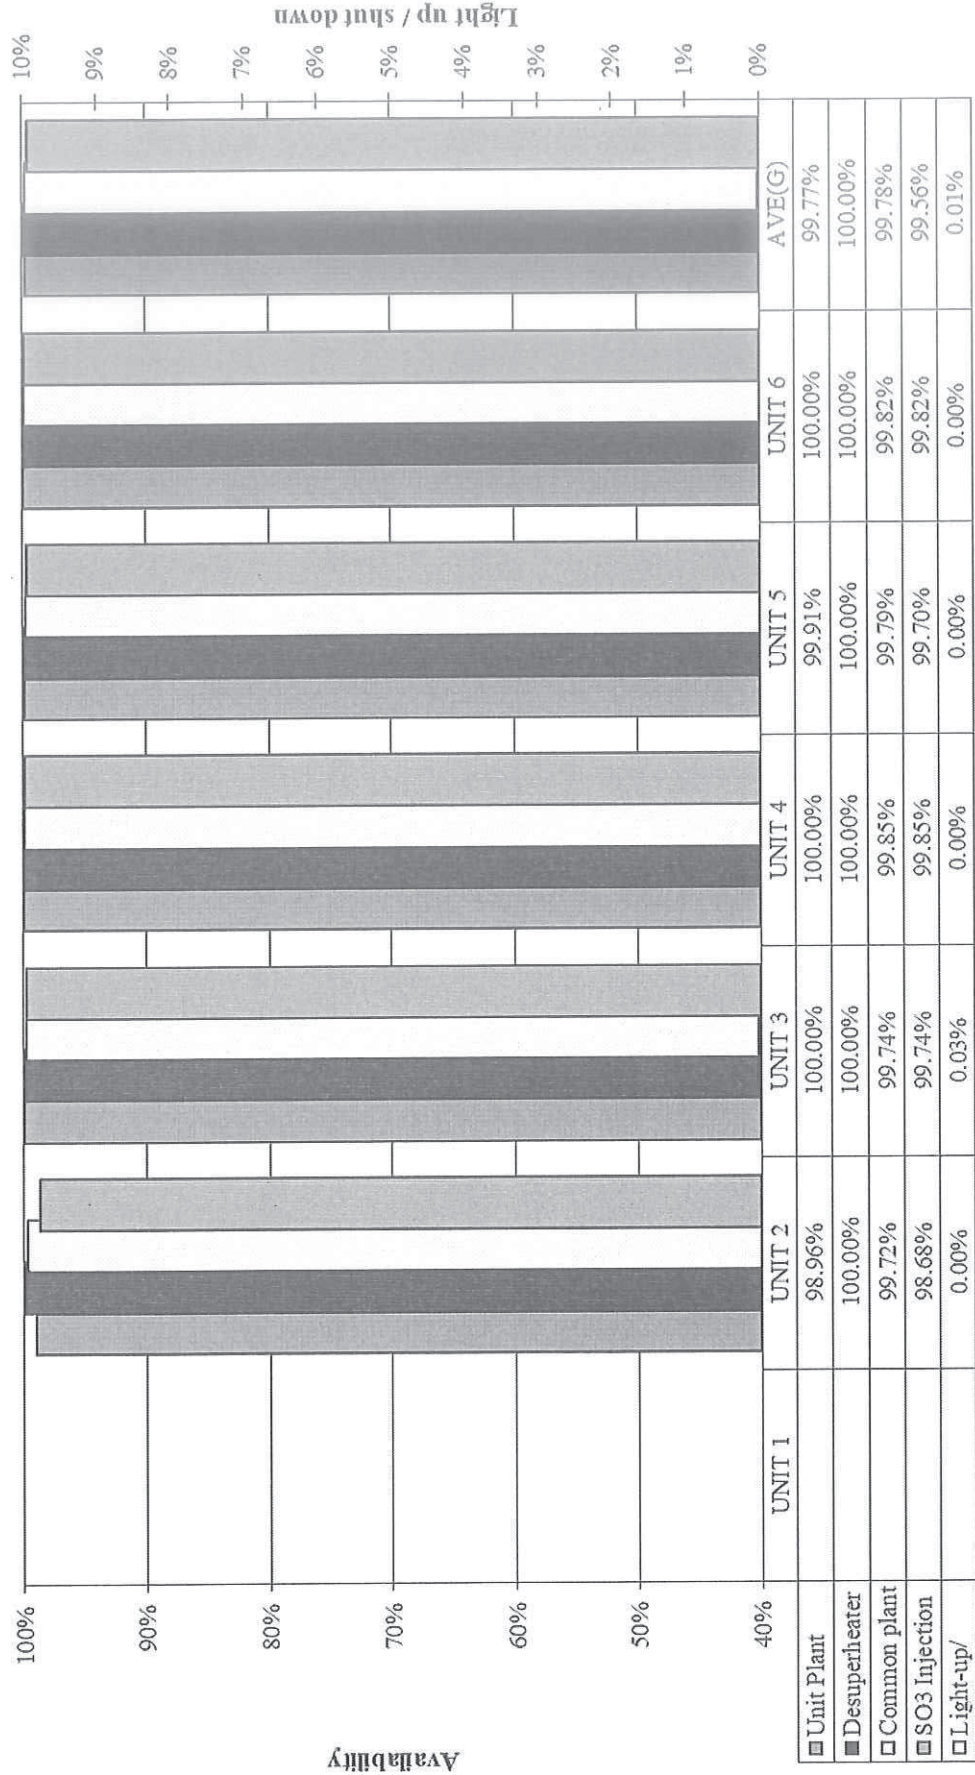 Availability
100%
90%
80%
70%
60%
50%
40%
Light up / shut down
10%
9%
8%
7%
6%
5%
4%
3%
2%
1%
0%
UNIT 1 UNIT 2 UNIT 3 UNIT 4 UNIT 5 UNIT 6 AVE(G)
Unit Plant 98.96% 100.00% 100.00% 99.91% 100.00% 99.77%
Desuperheater 100.00% 100.00% 100.00% 100.00% 100.00% 100.00%
Common plant 99.72% 99.74% 99.85% 99.79% 99.82% 99.78%
SO3 Injection 98.68% 99.74% 99.85% 99.70% 99.82% 99.56%
Light-up/ 0.00% 0.03% 0.00% 0.00% 0.00% 0.01%